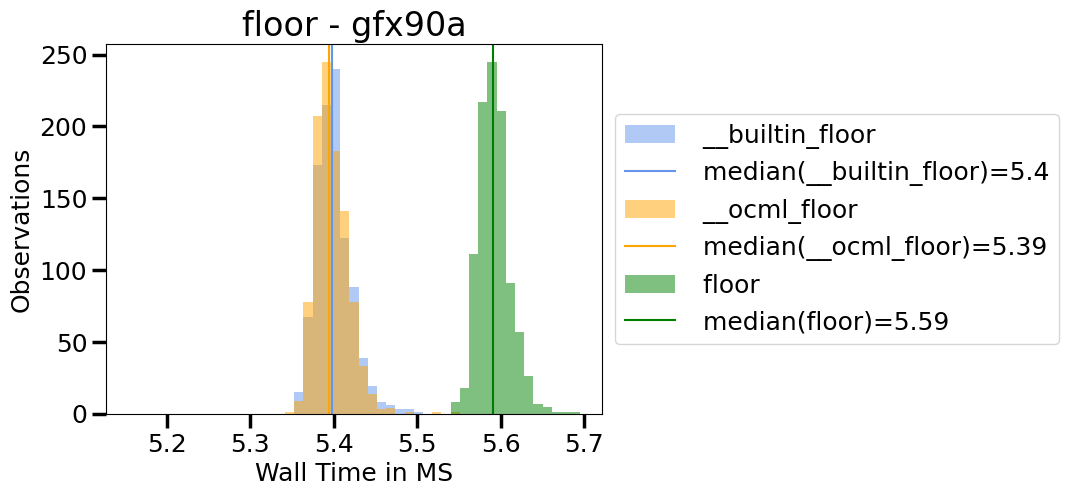 floor - gfx90a
250
200
150
100
50
0
Observations
5.2 5.3 5.4 5.5 5.6 5.7
Wall Time in MS
__builtin_floor
median(__builtin_floor)=5.4
__ocml_floor
median(__ocml_floor)=5.39
floor
median(floor)=5.59